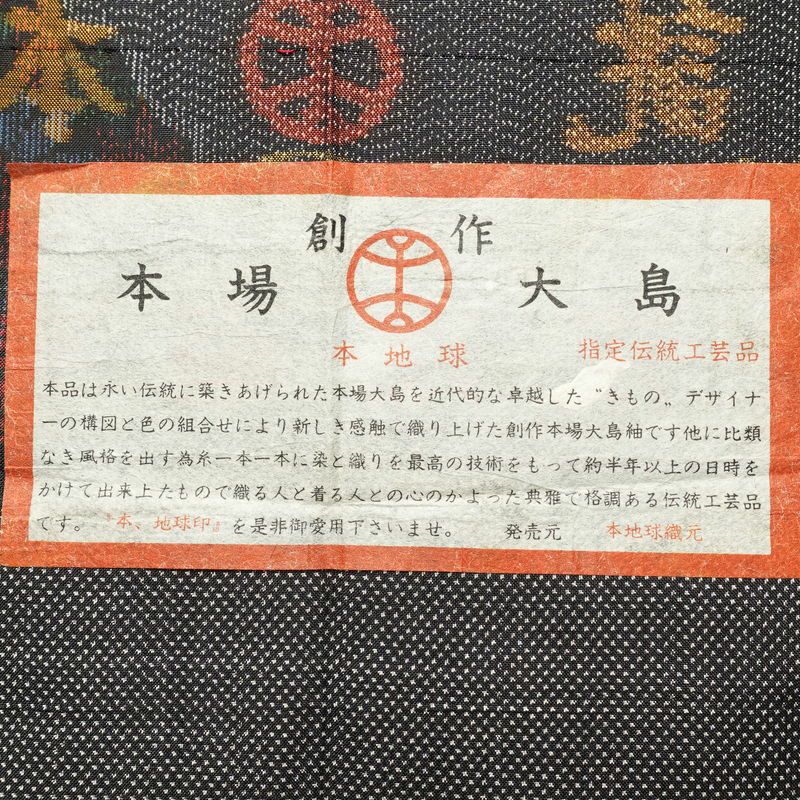 本
指
創作
本場 大島
本地球
指定伝統工芸品
本品は永い伝統に築きあげられた本場大島を近代的な卓越した〝きもの〟デザイナ
ーの構図と色の組合せにより新しき感触で織り上げた創作本場大島紬です他に比類
なき風格を出す為糸一本一本に染と織りを最高の技術をもって約半年以上の日時を
かけて出来上たもので織る人と着る人との心のかよった典雅で格調ある伝統工芸品
です。〝本、地球印〟を是非御愛用下さいませ。 発売元 本地球織元